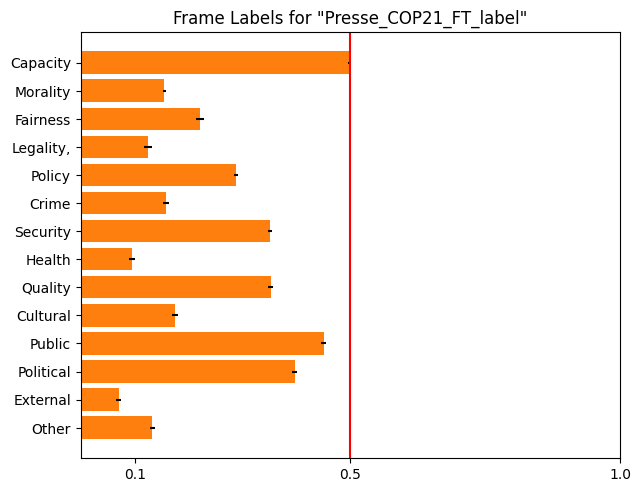 Frame Labels for "Presse_COP21_FT_label"
Capacity
Morality
Fairness
Legality,
Policy
Crime
Security
Health
Quality
Cultural
Public
Political
External
Other
0.1 0.5 1.0